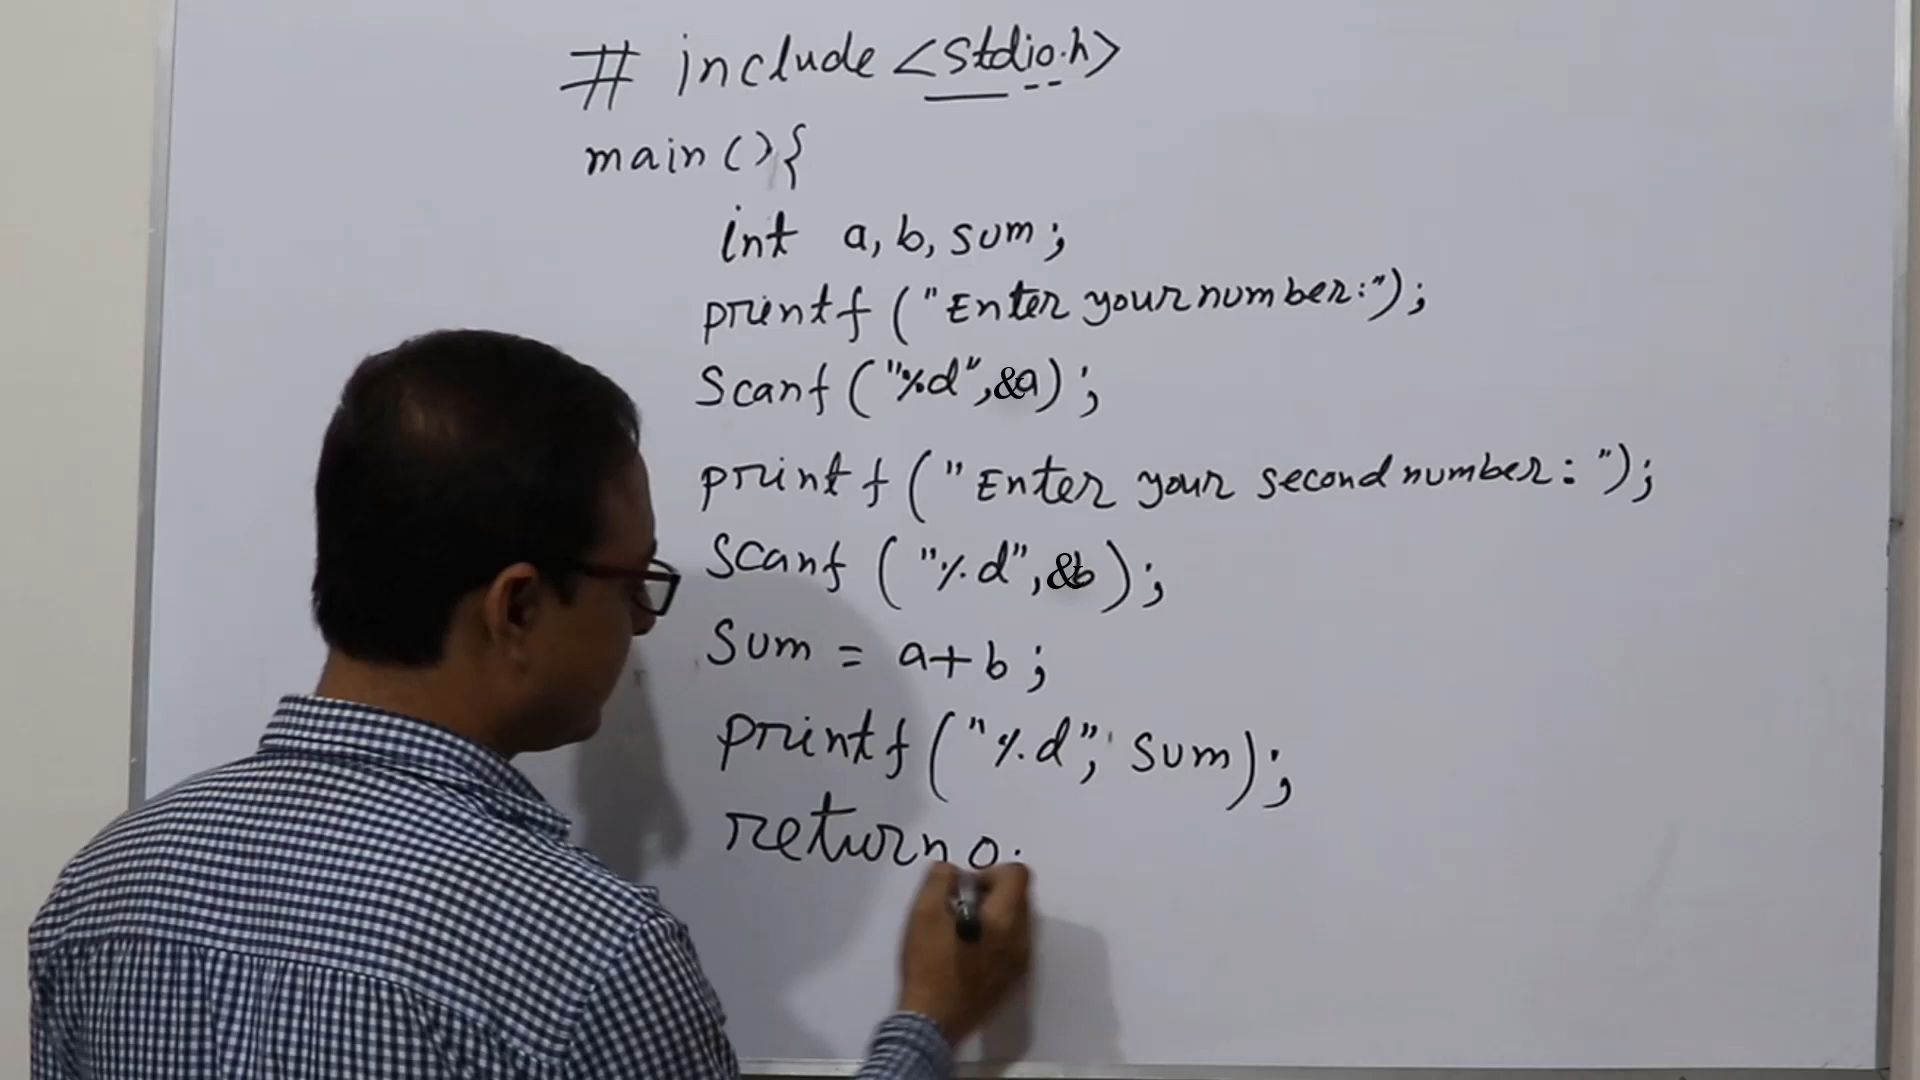 # include <stdio.h>
main(){
int a, b, sum;
printf ("Enter your number:");
Scanf ("%d",&a);
printf ("Enter your second number: ");
Scanf ("%d",&b);
Sum = a+b;
printf ("%d", sum);
return 0;